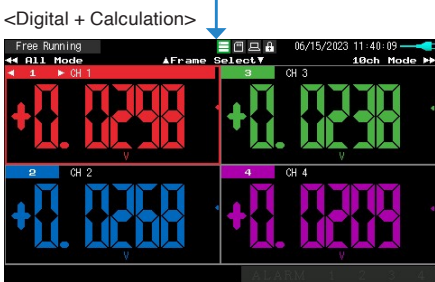 <Digital + Calculation>
Free Running 06/15/2023 11:40:09
◄◄ All Mode ▲Frame Select▼ 10ch Mode ►►
◄ 1 ► CH 1
+0.0298
V
3 CH 3
+0.0238
V
2 CH 2
+0.0268
V
4 CH 4
+0.0209
V
ALARM 1 2 3 4